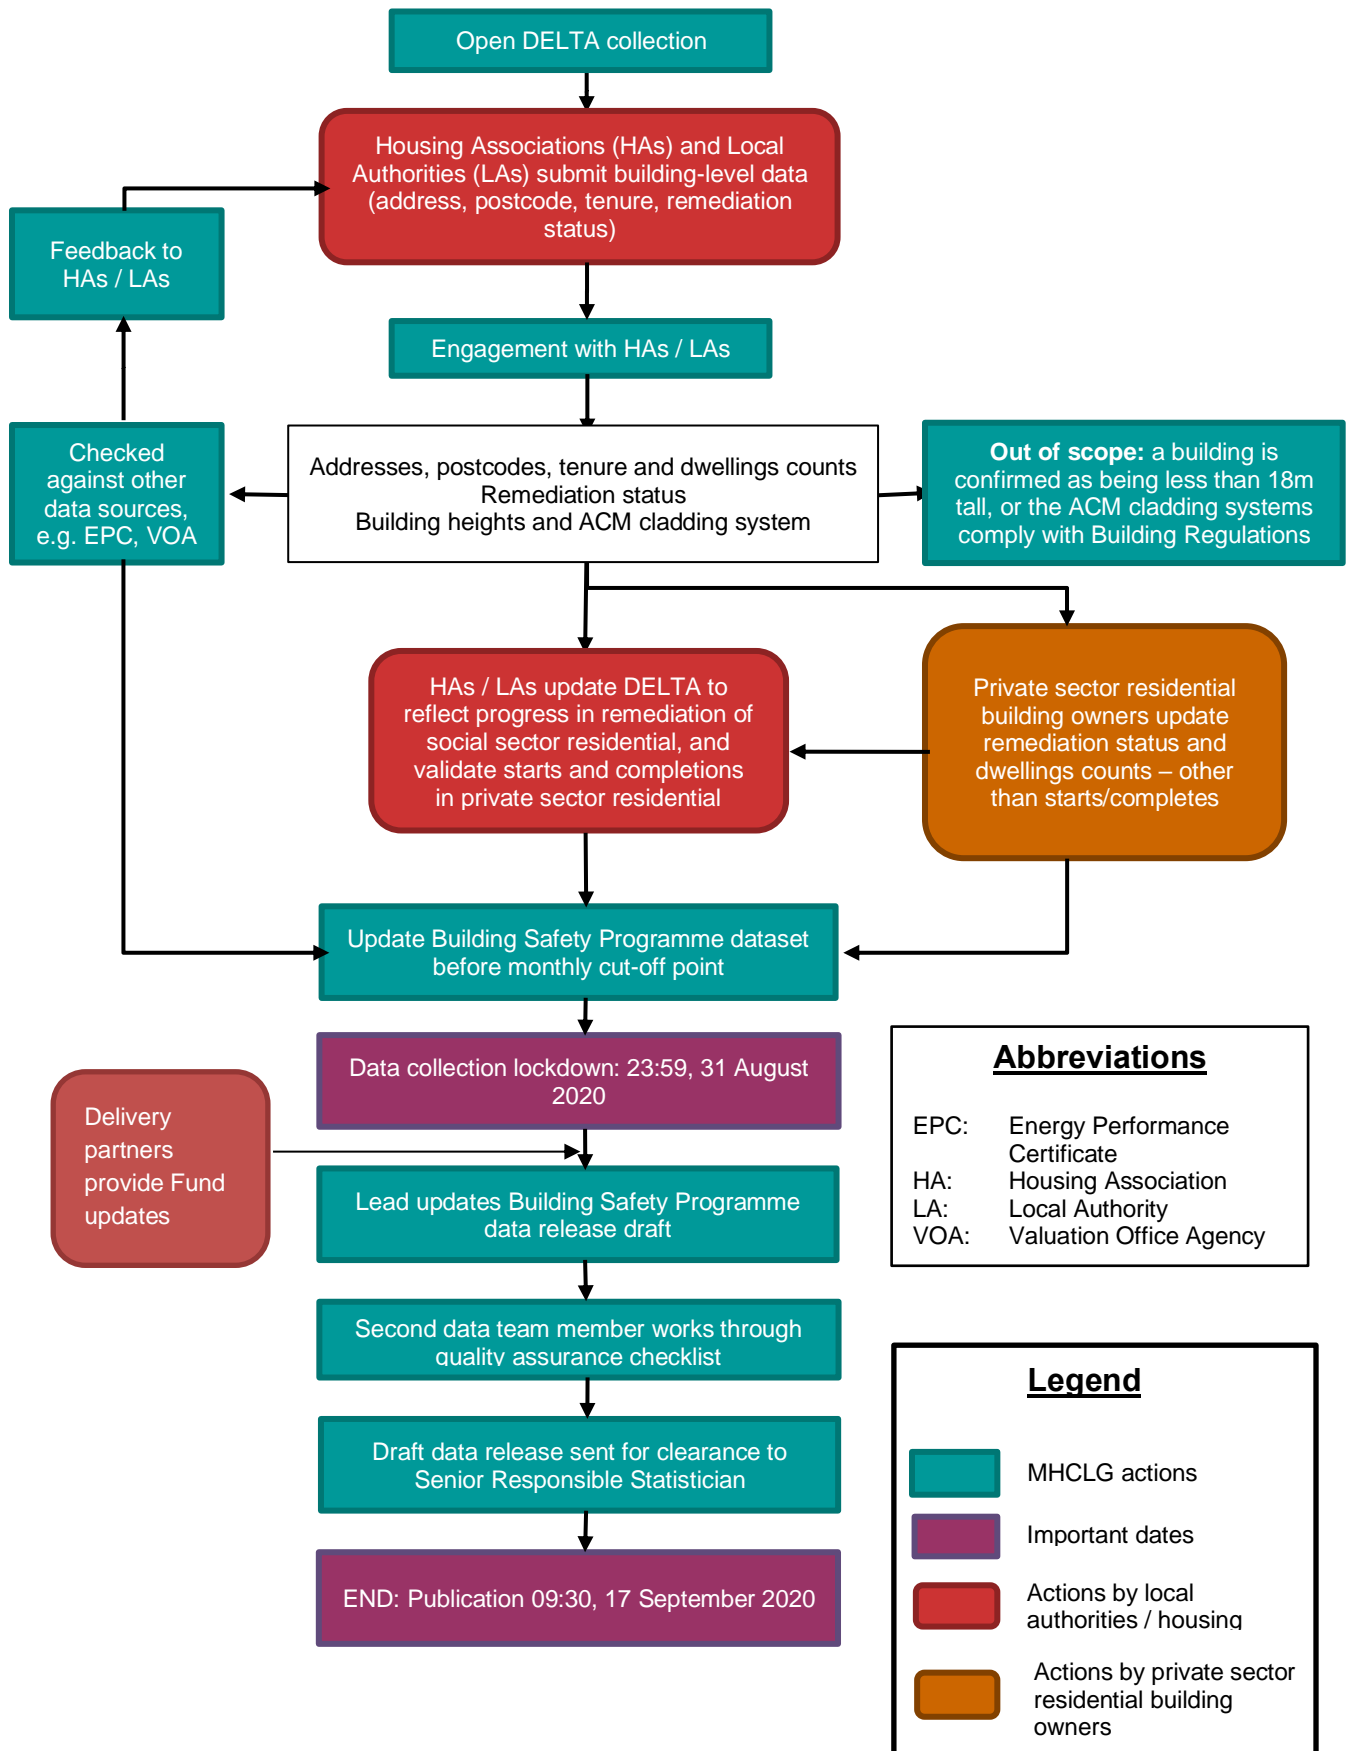 Open DELTA collection
Housing Associations (HAs) and Local
Authorities (LAs) submit building-level data
(address, postcode, tenure, remediation
status)
Feedback to
HAs / LAs
Engagement with HAs / LAs
Checked
against other
data sources,
e.g. EPC, VOA
Addresses, postcodes, tenure and dwellings counts
Remediation status
Building heights and ACM cladding system
Out of scope: a building is
confirmed as being less than 18m
tall, or the ACM cladding systems
comply with Building Regulations
HAs / LAs update DELTA to
reflect progress in remediation of
social sector residential, and
validate starts and completions
in private sector residential
Private sector residential
building owners update
remediation status and
dwellings counts – other
than starts/completes
Update Building Safety Programme dataset
before monthly cut-off point
Data collection lockdown: 23:59, 31 August
2020
Delivery
partners
provide Fund
updates
Lead updates Building Safety Programme
data release draft
Second data team member works through
quality assurance checklist
Draft data release sent for clearance to
Senior Responsible Statistician
END: Publication 09:30, 17 September 2020
Abbreviations
EPC: Energy Performance
Certificate
HA: Housing Association
LA: Local Authority
VOA: Valuation Office Agency
Legend
MHCLG actions
Important dates
Actions by local
authorities / housing
Actions by private sector
residential building
owners